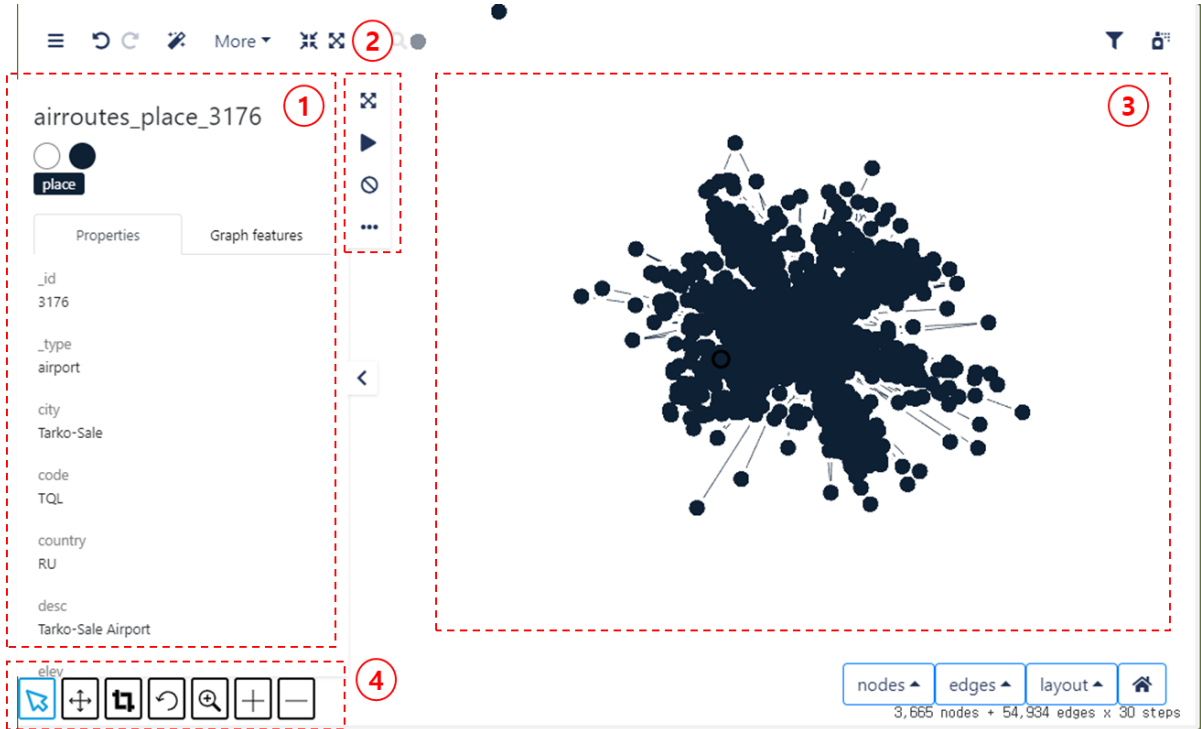 More
2
1
3
airroutes_place_3176
place
Properties
Graph features
_id
3176
_type
airport
city
Tarko-Sale
code
TQL
country
RU
desc
Tarko-Sale Airport
elev
4
nodes
edges
layout
3,665 nodes + 54,934 edges x 30 steps